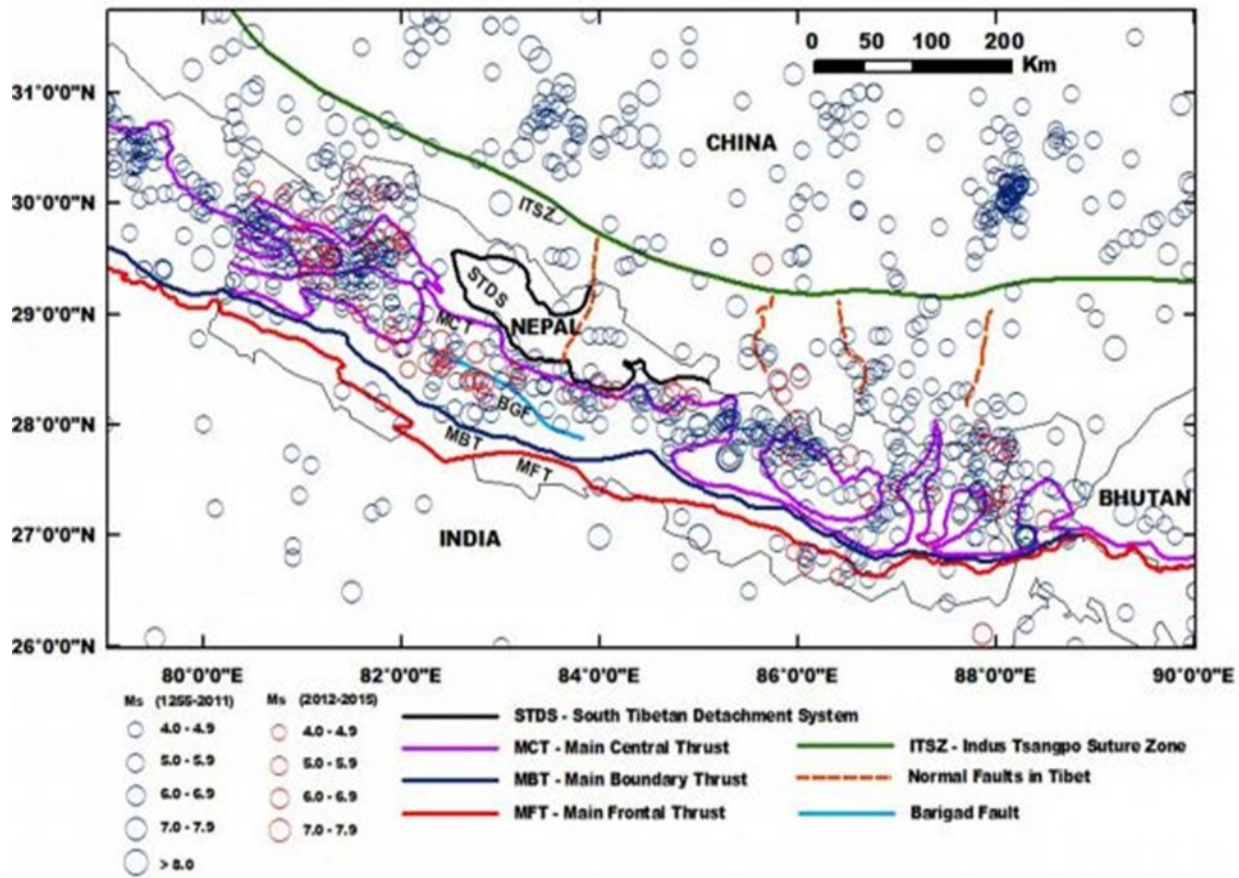 0 50 100 200
Km
31°0'0"N
CHINA
30°0'0"N
ITSZ
STDS
29°0'0"N
MCT
NEPAL
BGF
28°0'0"N
MBT
MFT
BHUTAN
27°0'0"N
INDIA
26°0'0"N
80°0'0"E 82°0'0"E 84°0'0"E 86°0'0"E 88°0'0"E 90°0'0"E
Ms (1255-2011)
4.0 - 4.9
5.0 - 5.9
6.0 - 6.9
7.0 - 7.9
> 8.0
Ms (2012-2015)
4.0 - 4.9
5.0 - 5.9
6.0 - 6.9
7.0 - 7.9
STDS - South Tibetan Detachment System
MCT - Main Central Thrust
MBT - Main Boundary Thrust
MFT - Main Frontal Thrust
ITSZ - Indus Tsangpo Suture Zone
Normal Faults in Tibet
Barigad Fault